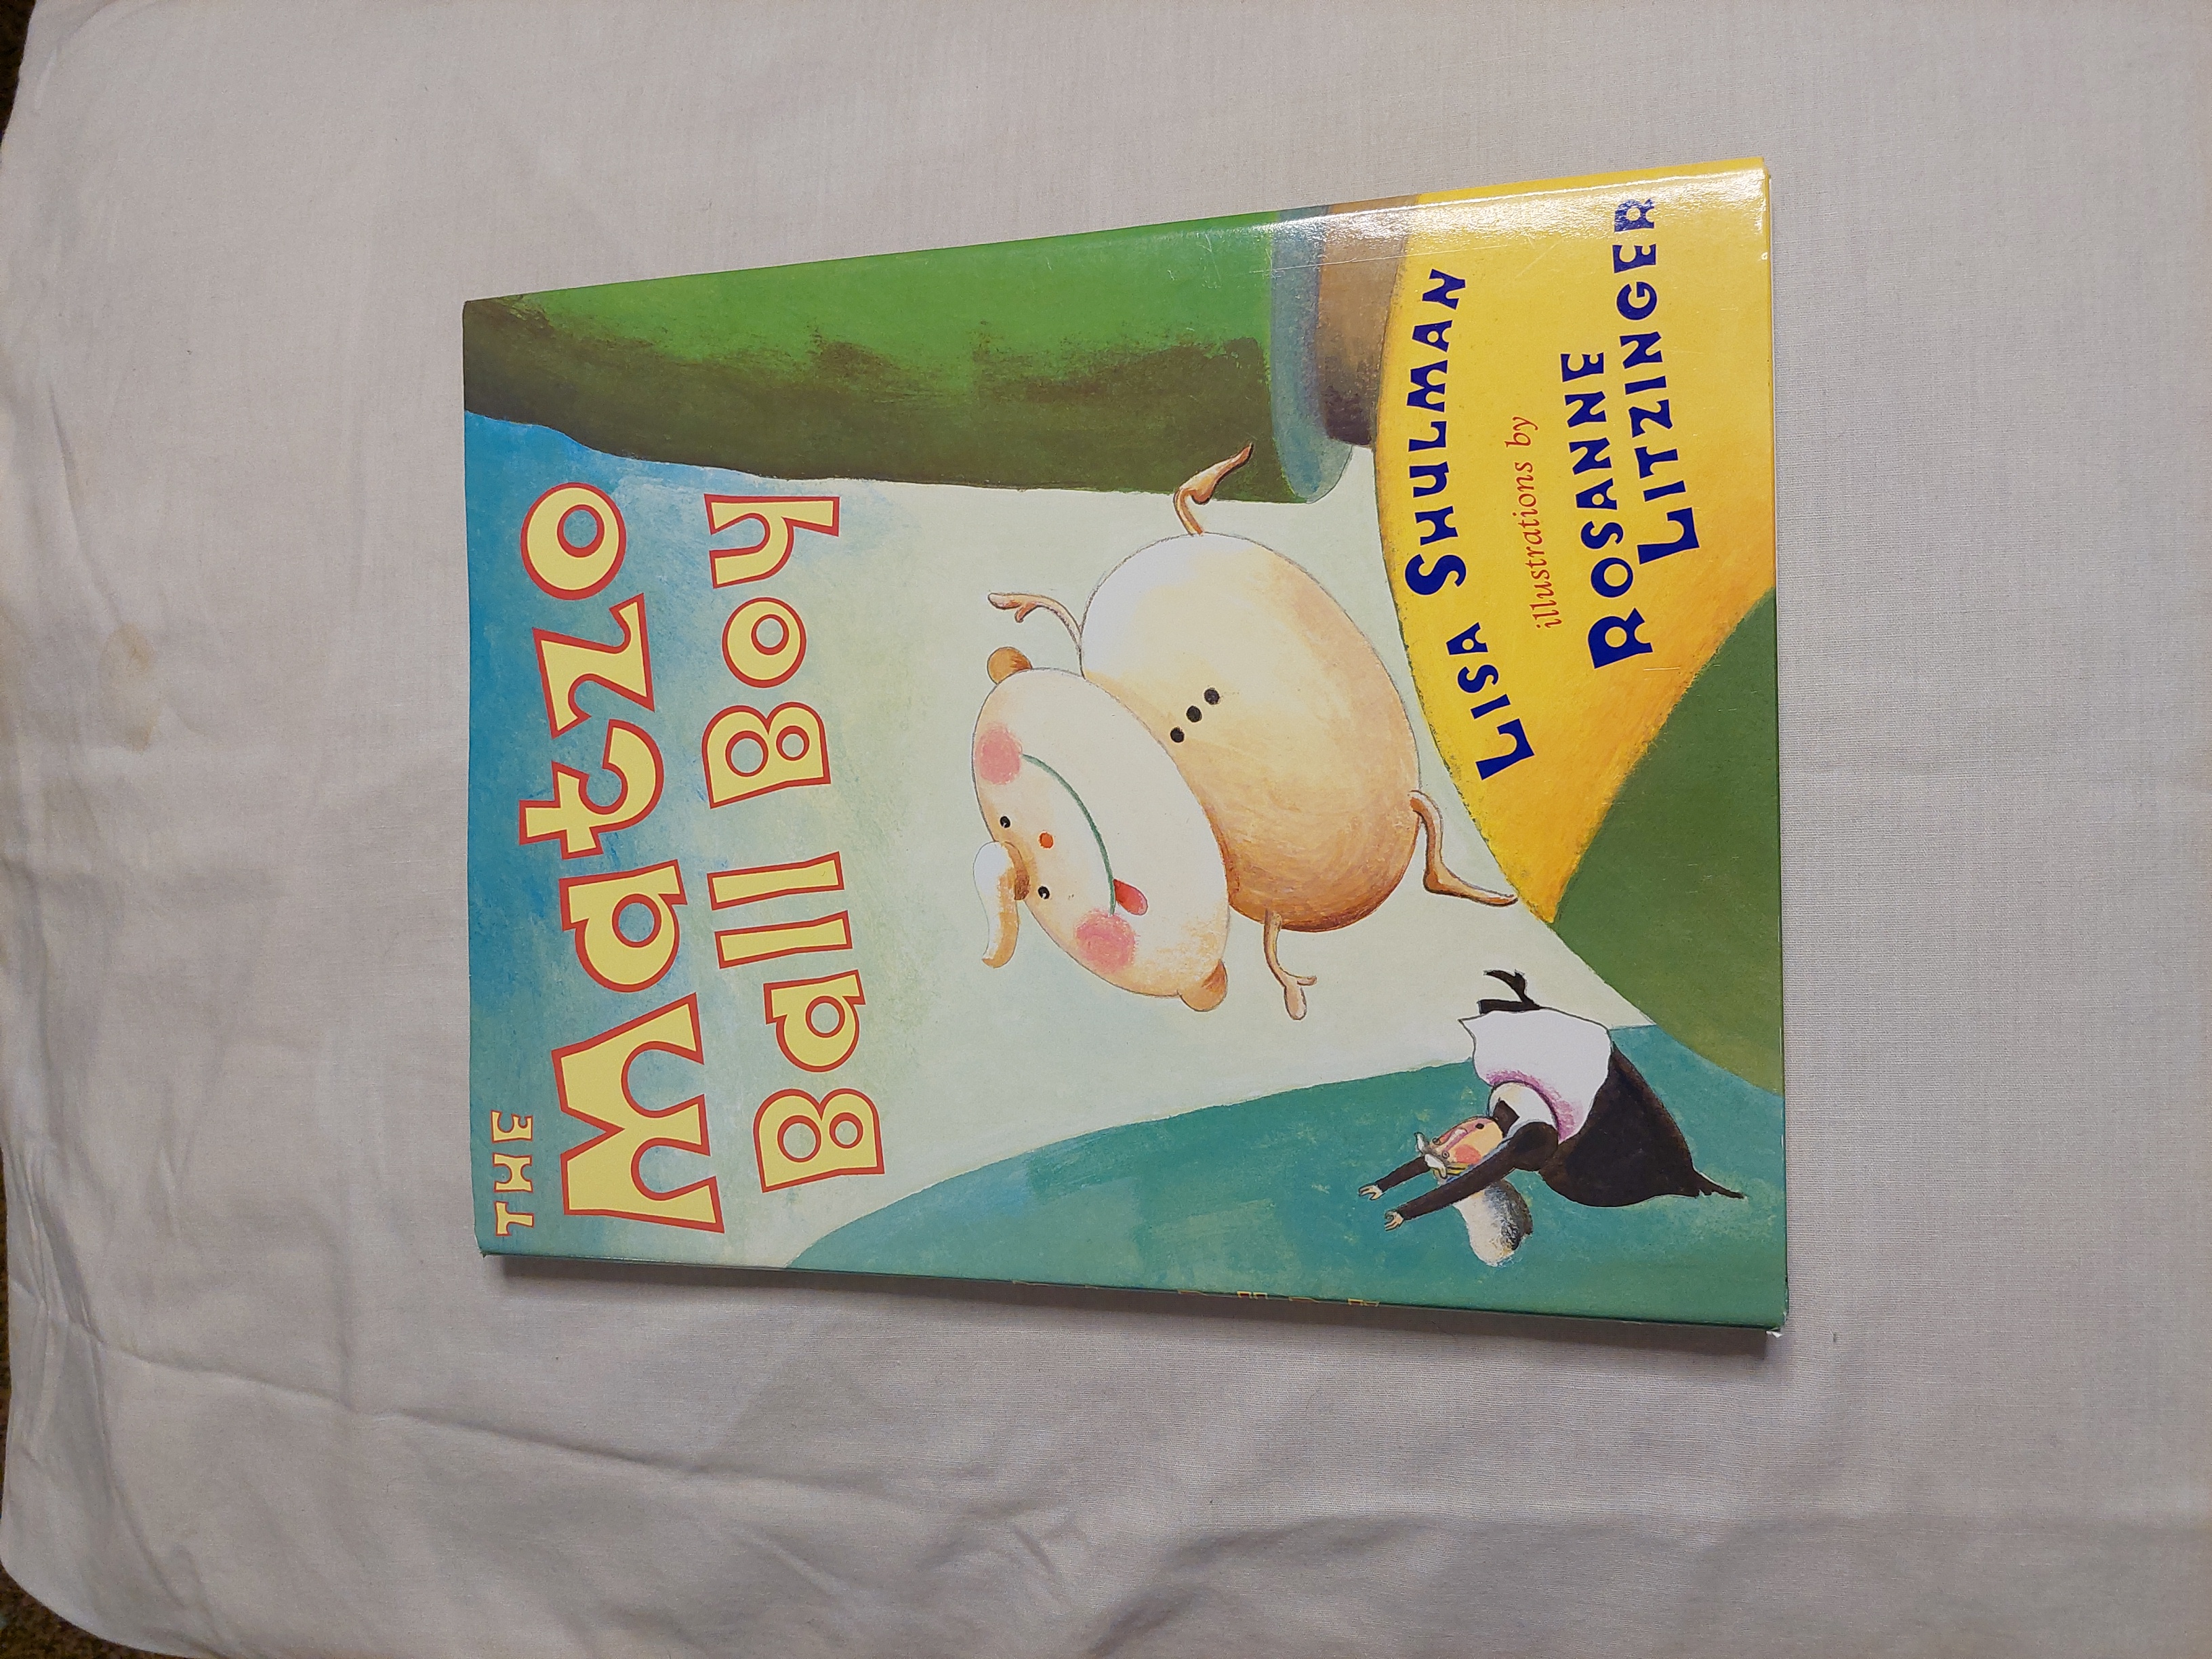 THE
Matzo
Ball Boy
LISA SHULMAN
illustrations by
ROSANNE
LITZINGER